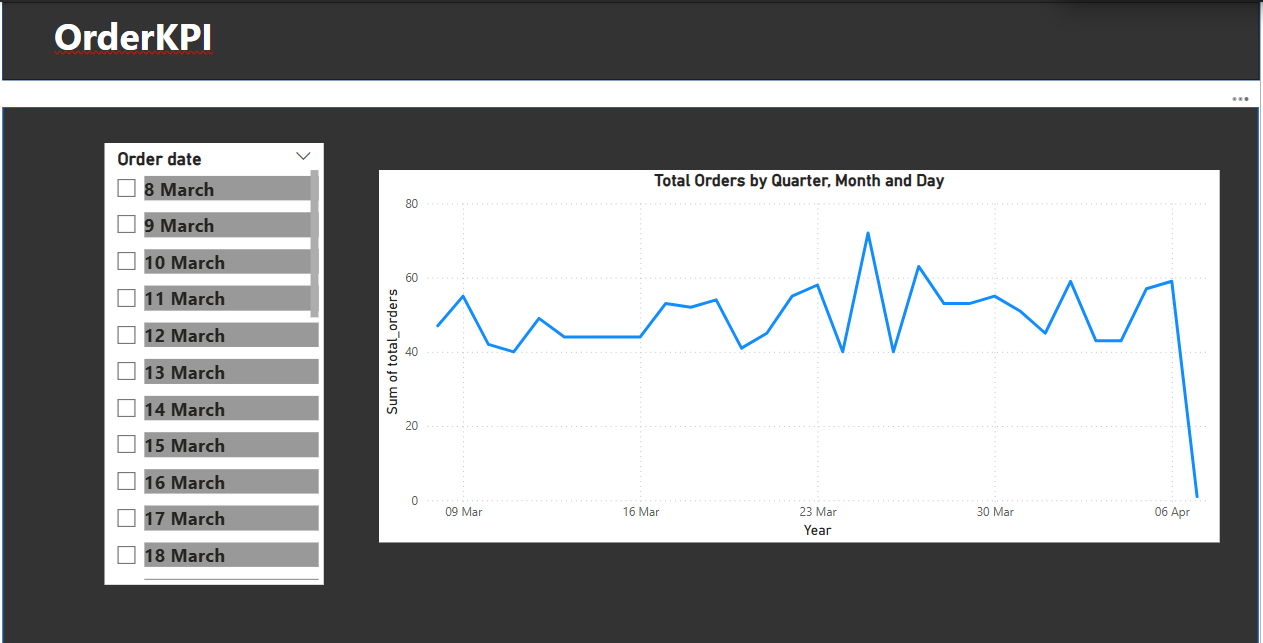 OrderKPI
Order date
8 March
9 March
10 March
11 March
12 March
13 March
14 March
15 March
16 March
17 March
18 March
Total Orders by Quarter, Month and Day
Sum of total_orders
80
60
40
20
0
09 Mar
16 Mar
23 Mar
30 Mar
06 Apr
Year